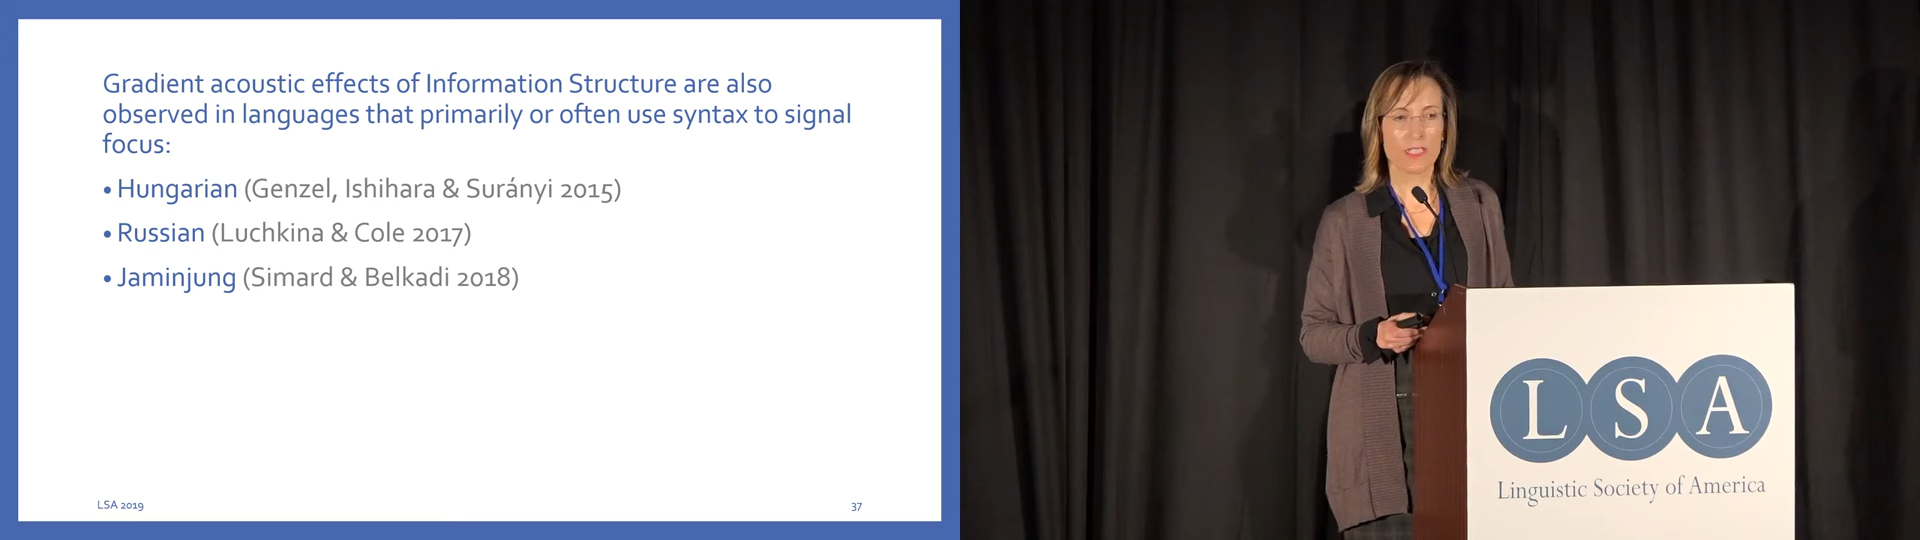 Gradient acoustic effects of Information Structure are also
observed in languages that primarily or often use syntax to signal
focus:
• Hungarian (Genzel, Ishihara & Surányi 2015)
• Russian (Luchkina & Cole 2017)
• Jaminjung (Simard & Belkadi 2018)
LSA 2019
37
LSA
Linguistic Society of America